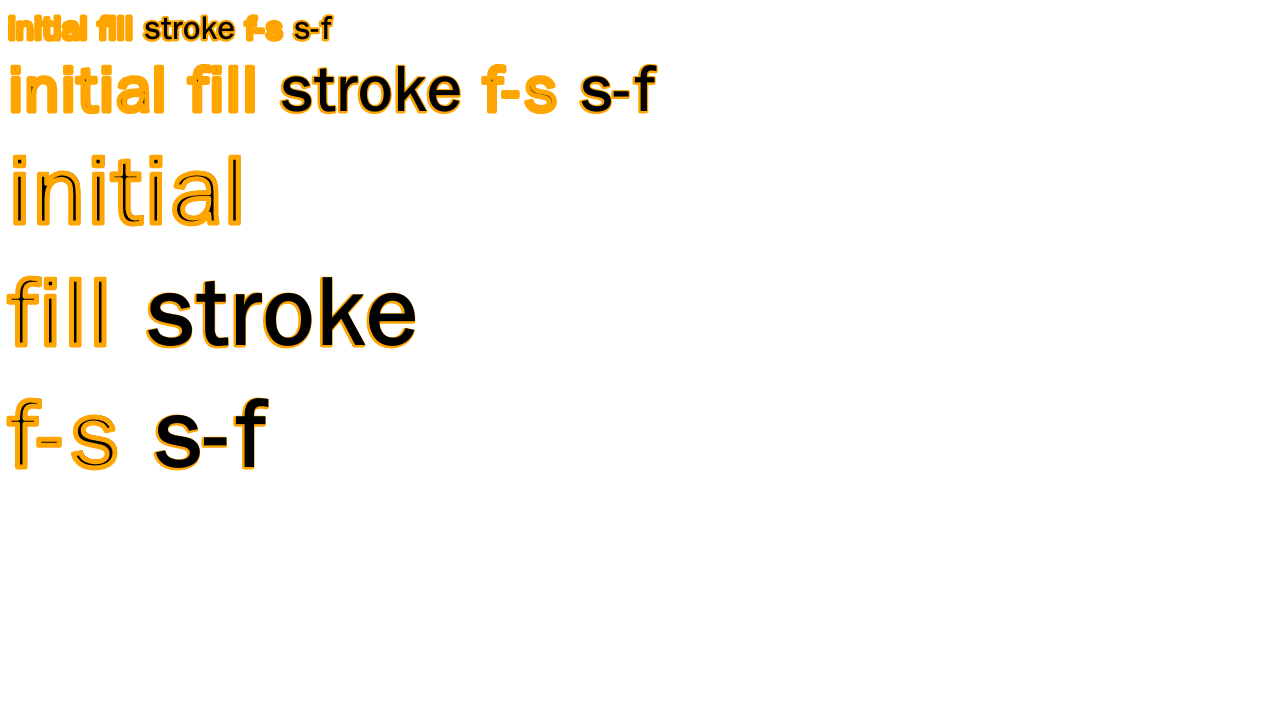 initial fill stroke f-s s-f
initial fill stroke f-s s-f
initial
fill stroke
f-s s-f